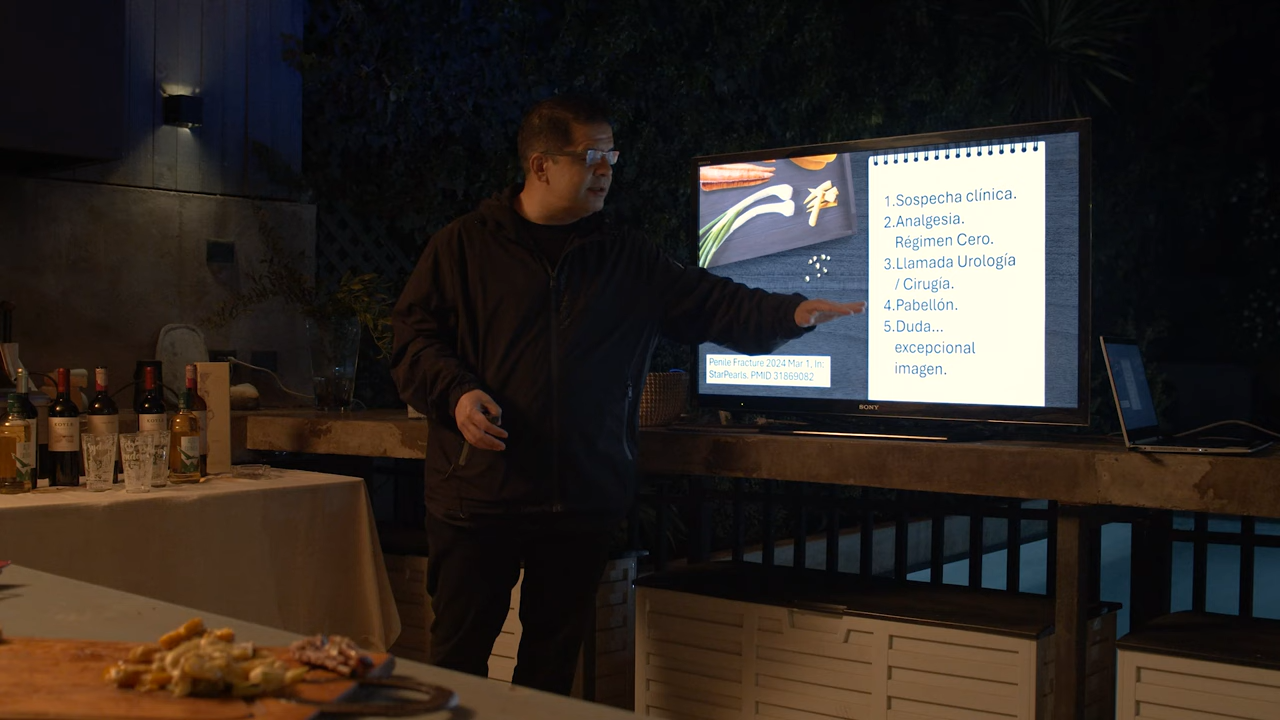 1.Sospecha clínica.
2.Analgesia.
Régimen Cero.
3.Llamada Urología
/ Cirugía.
4.Pabellón.
5.Duda...
excepcional
imagen.
Penile Fracture 2024 Mar 1, In:
StarPearls. PMID 31869082
SONY